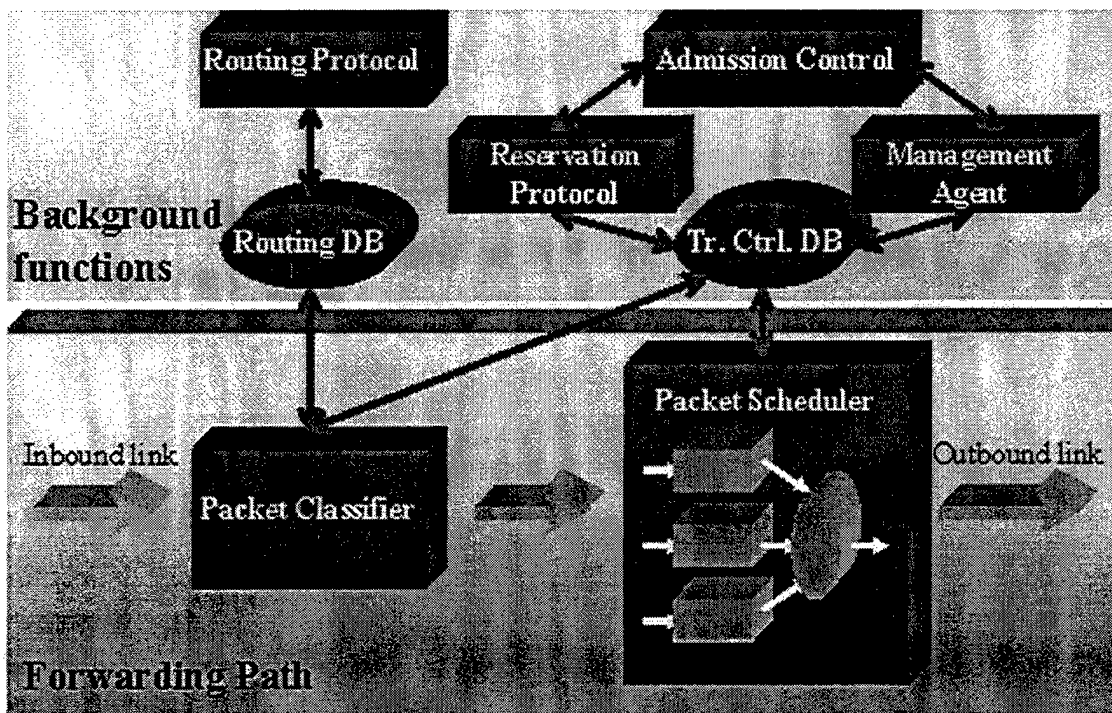 Routing Protocol
Admission Control
Reservation
Protocol
Management
Agent
Background
functions
Routing DB
Tr. Ctrl. DB
Packet Scheduler
Inbound link
Outbound link
Packet Classifier
Forwarding Path